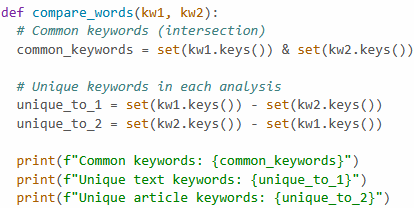 def compare_words(kw1, kw2):
# Common keywords (intersection)
common_keywords = set(kw1.keys()) & set(kw2.keys())
# Unique keywords in each analysis
unique_to_1 = set(kw1.keys()) - set(kw2.keys())
unique_to_2 = set(kw2.keys()) - set(kw1.keys())
print(f"Common keywords: {common_keywords}")
print(f"Unique text keywords: {unique_to_1}")
print(f"Unique article keywords: {unique_to_2}")